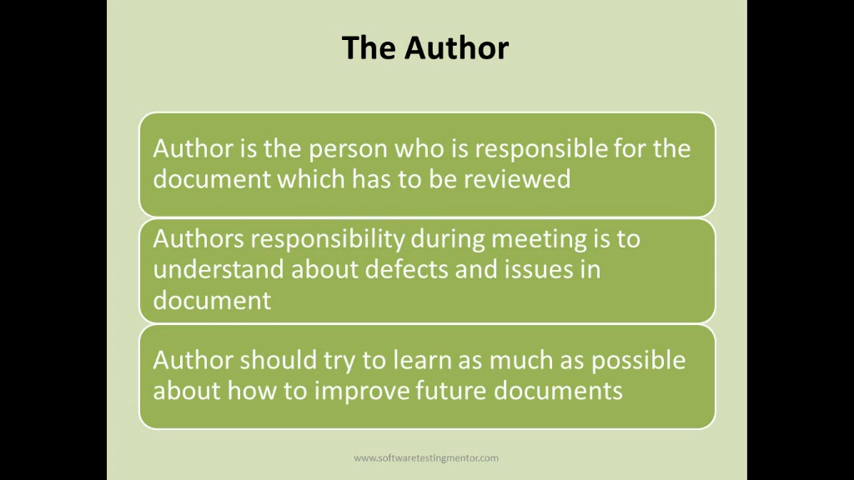 The Author
Author is the person who is responsible for the
document which has to be reviewed
Authors responsibility during meeting is to
understand about defects and issues in
document
Author should try to learn as much as possible
about how to improve future documents
www.softwaretestingmentor.com